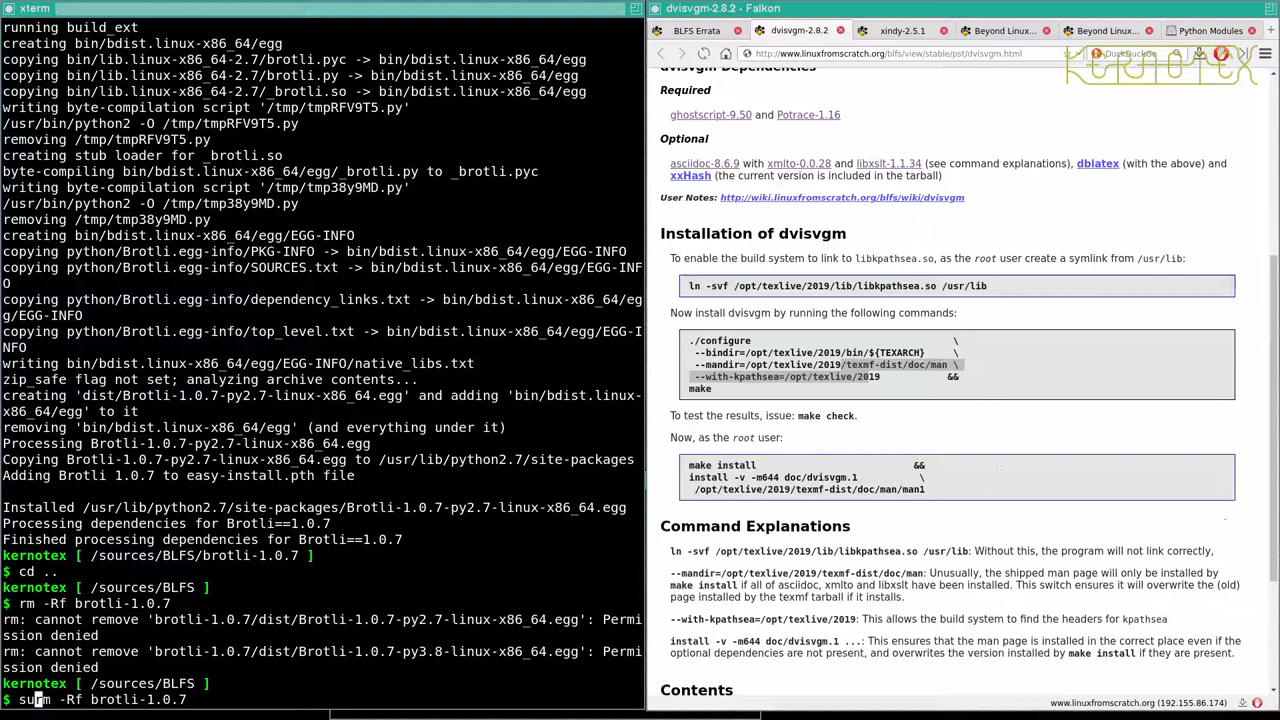 xterm
running build_ext
creating bin/bdist.linux-x86_64/egg
copying bin/lib.linux-x86_64-2.7/brotli.pyc -> bin/bdist.linux-x86_64/egg
copying bin/lib.linux-x86_64-2.7/brotli.py -> bin/bdist.linux-x86_64/egg
copying bin/lib.linux-x86_64-2.7/_brotli.so -> bin/bdist.linux-x86_64/egg
writing byte-compilation script '/tmp/tmpRFV9T5.py'
/usr/bin/python2 -O /tmp/tmpRFV9T5.py
removing /tmp/tmpRFV9T5.py
creating stub loader for _brotli.so
byte-compiling bin/bdist.linux-x86_64/egg/_brotli.py to _brotli.pyc
writing byte-compilation script '/tmp/tmp38y9MD.py'
/usr/bin/python2 -O /tmp/tmp38y9MD.py
removing /tmp/tmp38y9MD.py
creating bin/bdist.linux-x86_64/egg/EGG-INFO
copying python/Brotli.egg-info/PKG-INFO -> bin/bdist.linux-x86_64/egg/EGG-INFO
copying python/Brotli.egg-info/SOURCES.txt -> bin/bdist.linux-x86_64/egg/EGG-INF
O
copying python/Brotli.egg-info/dependency_links.txt -> bin/bdist.linux-x86_64/eg
g/EGG-INFO
copying python/Brotli.egg-info/top_level.txt -> bin/bdist.linux-x86_64/egg/EGG-I
NFO
writing bin/bdist.linux-x86_64/egg/EGG-INFO/native_libs.txt
zip_safe flag not set; analyzing archive contents...
creating 'dist/Brotli-1.0.7-py2.7-linux-x86_64.egg' and adding 'bin/bdist.linux-
x86_64/egg' to it
removing 'bin/bdist.linux-x86_64/egg' (and everything under it)
Processing Brotli-1.0.7-py2.7-linux-x86_64.egg
Copying Brotli-1.0.7-py2.7-linux-x86_64.egg to /usr/lib/python2.7/site-packages
Adding Brotli 1.0.7 to easy-install.pth file
Installed /usr/lib/python2.7/site-packages/Brotli-1.0.7-py2.7-linux-x86_64.egg
Processing dependencies for Brotli==1.0.7
Finished processing dependencies for Brotli==1.0.7
kernotex [ /sources/BLFS/brotli-1.0.7 ]
$ cd ..
kernotex [ /sources/BLFS ]
$ rm -Rf brotli-1.0.7
rm: cannot remove 'brotli-1.0.7/dist/Brotli-1.0.7-py2.7-linux-x86_64.egg': Permi
ssion denied
rm: cannot remove 'brotli-1.0.7/dist/Brotli-1.0.7-py3.8-linux-x86_64.egg': Permi
ssion denied
kernotex [ /sources/BLFS ]
$ surm -Rf brotli-1.0.7
dvisvgm-2.8.2 - Falkon
BLFS Errata
dvisvgm-2.8.2
xindy-2.5.1
Beyond Linux...
Beyond Linux...
Python Modules
http://www.linuxfromscratch.org/blfs/view/stable/pst/dvisvgm.html
DuckDuckGo
KERNOTEX
dvisvgm Dependencies
Required
ghostscript-9.50 and Potrace-1.16
Optional
asciidoc-8.6.9 with xmlto-0.0.28 and libxslt-1.1.34 (see command explanations), dblatex (with the above) and
xxHash (the current version is included in the tarball)
User Notes: http://wiki.linuxfromscratch.org/blfs/wiki/dvisvgm
Installation of dvisvgm
To enable the build system to link to libkpathsea.so, as the root user create a symlink from /usr/lib:
ln -svf /opt/texlive/2019/lib/libkpathsea.so /usr/lib
Now install dvisvgm by running the following commands:
./configure \
--bindir=/opt/texlive/2019/bin/${TEXARCH} \
--mandir=/opt/texlive/2019/texmf-dist/doc/man \
--with-kpathsea=/opt/texlive/2019 &&
make
To test the results, issue: make check.
Now, as the root user:
make install &&
install -v -m644 doc/dvisvgm.1 \
/opt/texlive/2019/texmf-dist/doc/man/man1
Command Explanations
ln -svf /opt/texlive/2019/lib/libkpathsea.so /usr/lib: Without this, the program will not link correctly,
--mandir=/opt/texlive/2019/texmf-dist/doc/man: Unusually, the shipped man page will only be installed by
make install if all of asciidoc, xmlto and libxslt have been installed. This switch ensures it will overwrite the (old)
page installed by the texmf tarball if it installs.
--with-kpathsea=/opt/texlive/2019: This allows the build system to find the headers for kpathsea
install -v -m644 doc/dvisvgm.1 ...: This ensures that the man page is installed in the correct place even if the
optional dependencies are not present, and overwrites the version installed by make install if they are present.
Contents
www.linuxfromscratch.org (192.155.86.174)